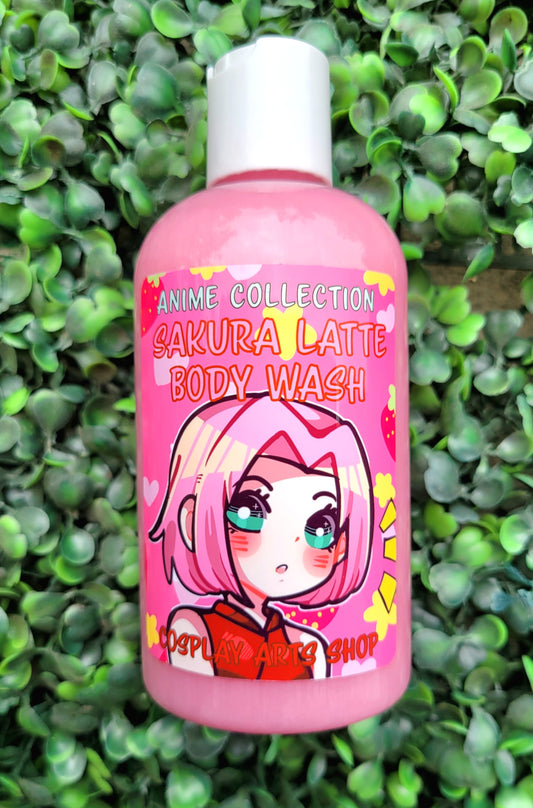 ANIME COLLECTION
SAKURA LATTE
BODY WASH
COSPLAY ARTS SHOP